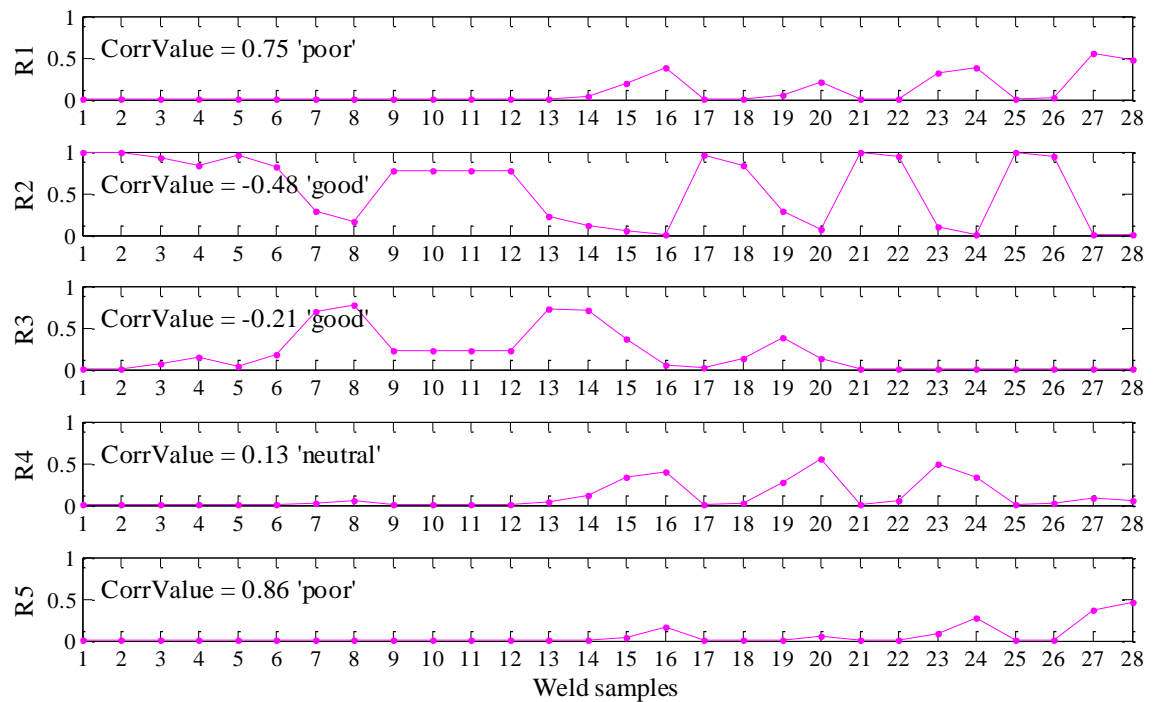 1
CorrValue = 0.75 'poor'
R1
0.5
0
1 2 3 4 5 6 7 8 9 10 11 12 13 14 15 16 17 18 19 20 21 22 23 24 25 26 27 28
1
CorrValue = -0.48 'good'
R2
0.5
0
1 2 3 4 5 6 7 8 9 10 11 12 13 14 15 16 17 18 19 20 21 22 23 24 25 26 27 28
1
CorrValue = -0.21 'good'
R3
0.5
0
1 2 3 4 5 6 7 8 9 10 11 12 13 14 15 16 17 18 19 20 21 22 23 24 25 26 27 28
1
CorrValue = 0.13 'neutral'
R4
0.5
0
1 2 3 4 5 6 7 8 9 10 11 12 13 14 15 16 17 18 19 20 21 22 23 24 25 26 27 28
1
CorrValue = 0.86 'poor'
R5
0.5
0
1 2 3 4 5 6 7 8 9 10 11 12 13 14 15 16 17 18 19 20 21 22 23 24 25 26 27 28
Weld samples